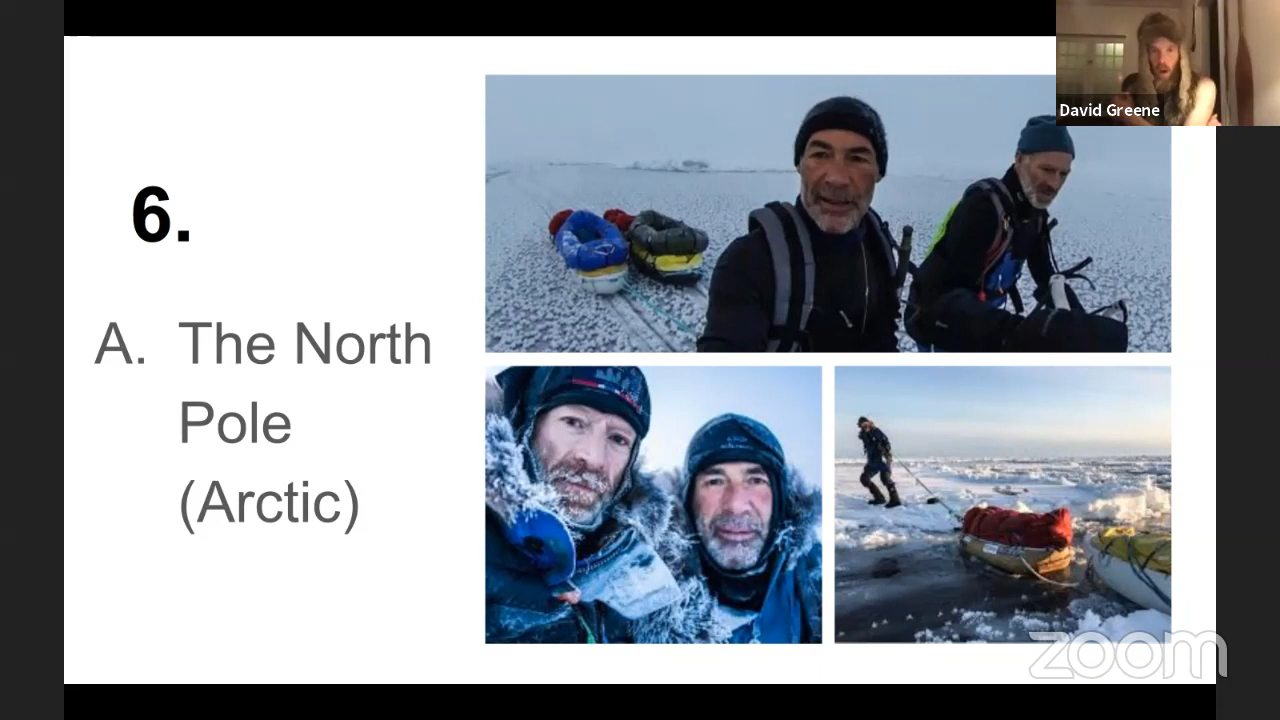 David Greene
6.
A. The North
Pole
(Arctic)
zoom